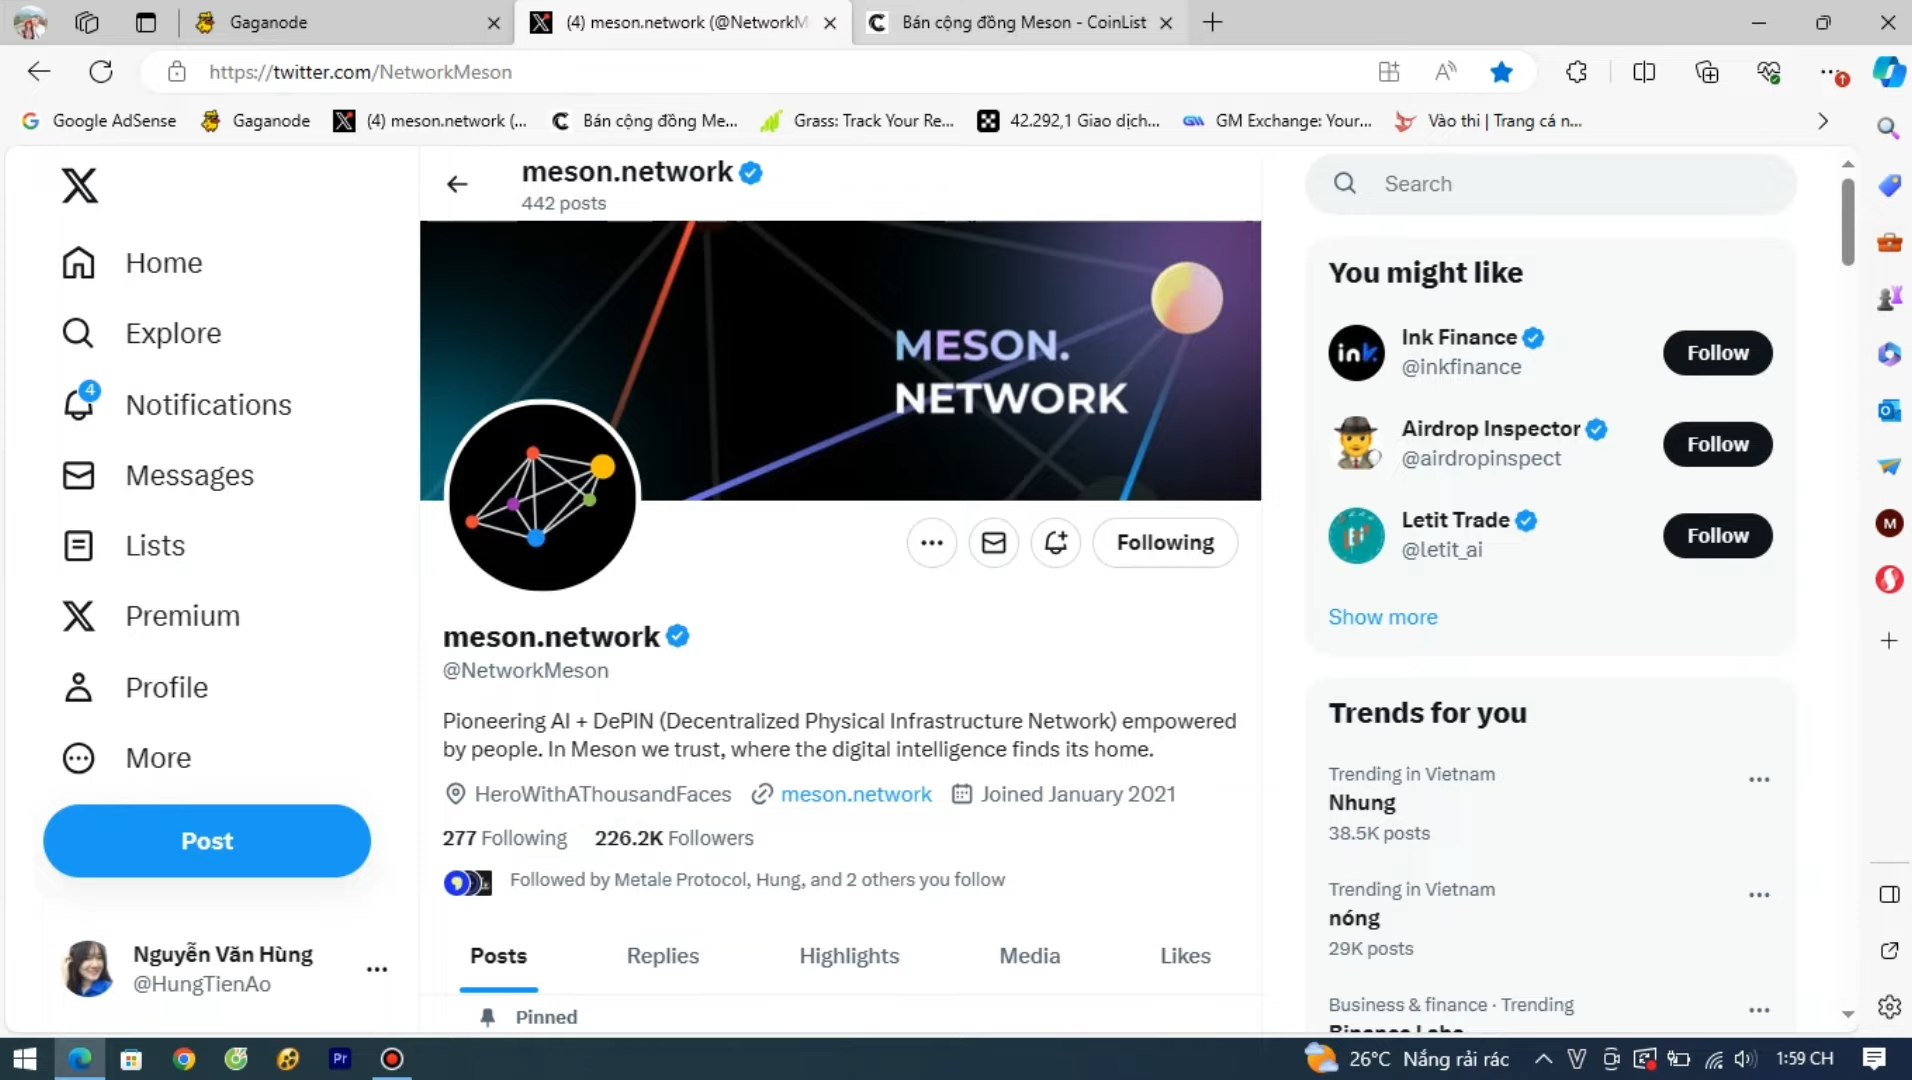 Gaganode
(4) meson.network (@NetworkM
Bán cộng đồng Meson - CoinList
https://twitter.com/NetworkMeson
Google AdSense
Gaganode
(4) meson.network (...
Bán cộng đồng Me...
Grass: Track Your Re...
42.292,1 Giao dịch...
GM Exchange: Your...
Vào thi | Trang cá n...
meson.network
442 posts
Search
Home
Explore
4
Notifications
Messages
Lists
Premium
Profile
More
Post
Nguyễn Văn Hùng
@HungTienAo
MESON.
NETWORK
Following
meson.network
@NetworkMeson
Pioneering AI + DePIN (Decentralized Physical Infrastructure Network) empowered
by people. In Meson we trust, where the digital intelligence finds its home.
HeroWithAThousandFaces meson.network Joined January 2021
277 Following 226.2K Followers
Followed by Metale Protocol, Hung, and 2 others you follow
Posts Replies Highlights Media Likes
Pinned
You might like
ink
Ink Finance
@inkfinance
Follow
Airdrop Inspector
@airdropinspect
Follow
Letit Trade
@letit_ai
Follow
Show more
Trends for you
Trending in Vietnam
Nhung
38.5K posts
Trending in Vietnam
nóng
29K posts
Business & finance · Trending
Binance Labs
M
Pr
26°C Nắng rải rác
1:59 CH